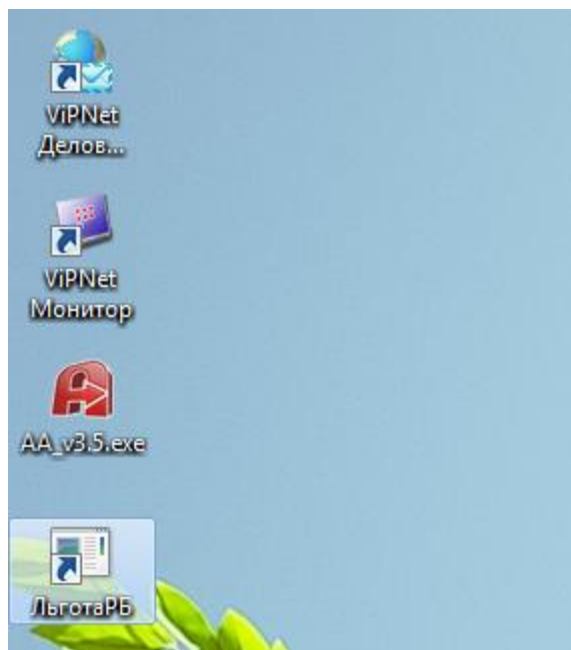 ViPNet
Делов...
ViPNet
Монитор
AA_v3.5.exe
ЛьготаРБ